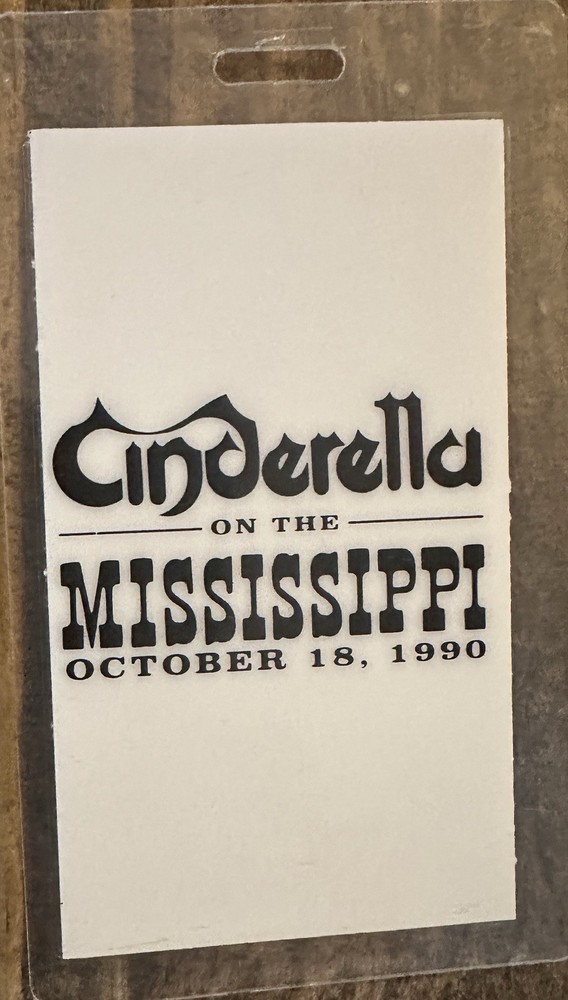 Cinderella
ON THE
MISSISSIPPI
OCTOBER 18, 1990